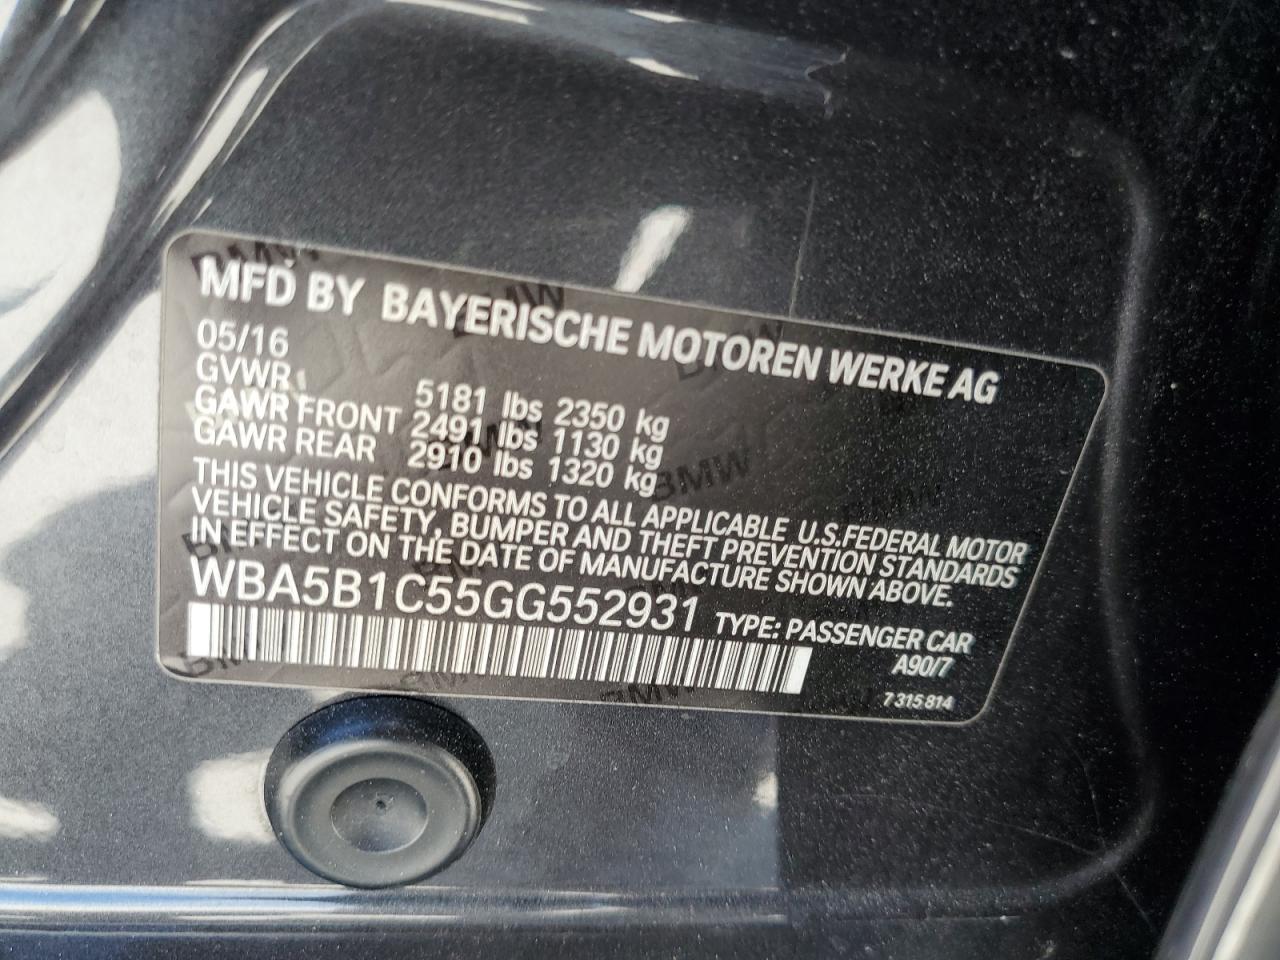 MFD BY BAYERISCHE MOTOREN WERKE AG
05/16
GVWR 5181 lbs 2350 kg
GAWR FRONT 2491 lbs 1130 kg
GAWR REAR 2910 lbs 1320 kg
THIS VEHICLE CONFORMS TO ALL APPLICABLE U.S.FEDERAL MOTOR
VEHICLE SAFETY, BUMPER AND THEFT PREVENTION STANDARDS
IN EFFECT ON THE DATE OF MANUFACTURE SHOWN ABOVE.
WBA5B1C55GG552931 TYPE: PASSENGER CAR
A90/7
7 315 814